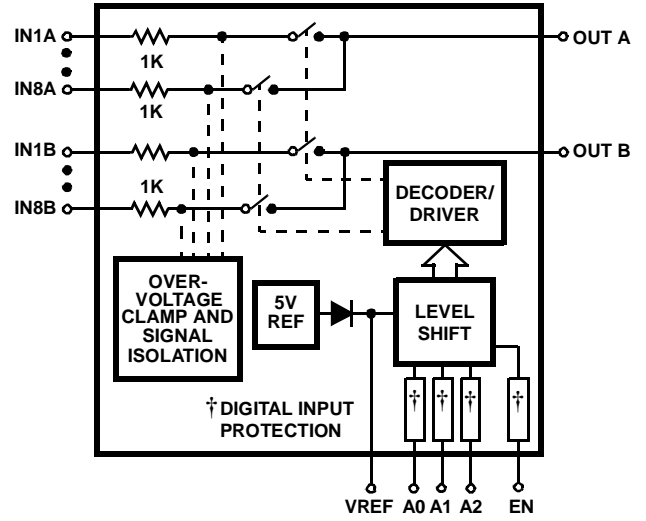 IN1A
1K
OUT A
IN8A
1K
IN1B
OUT B
1K
IN8B
DECODER/
DRIVER
OVER-
VOLTAGE
CLAMP AND
SIGNAL
ISOLATION
5V
REF
LEVEL
SHIFT
† † † †
†DIGITAL INPUT
PROTECTION
VREF A0 A1 A2 EN